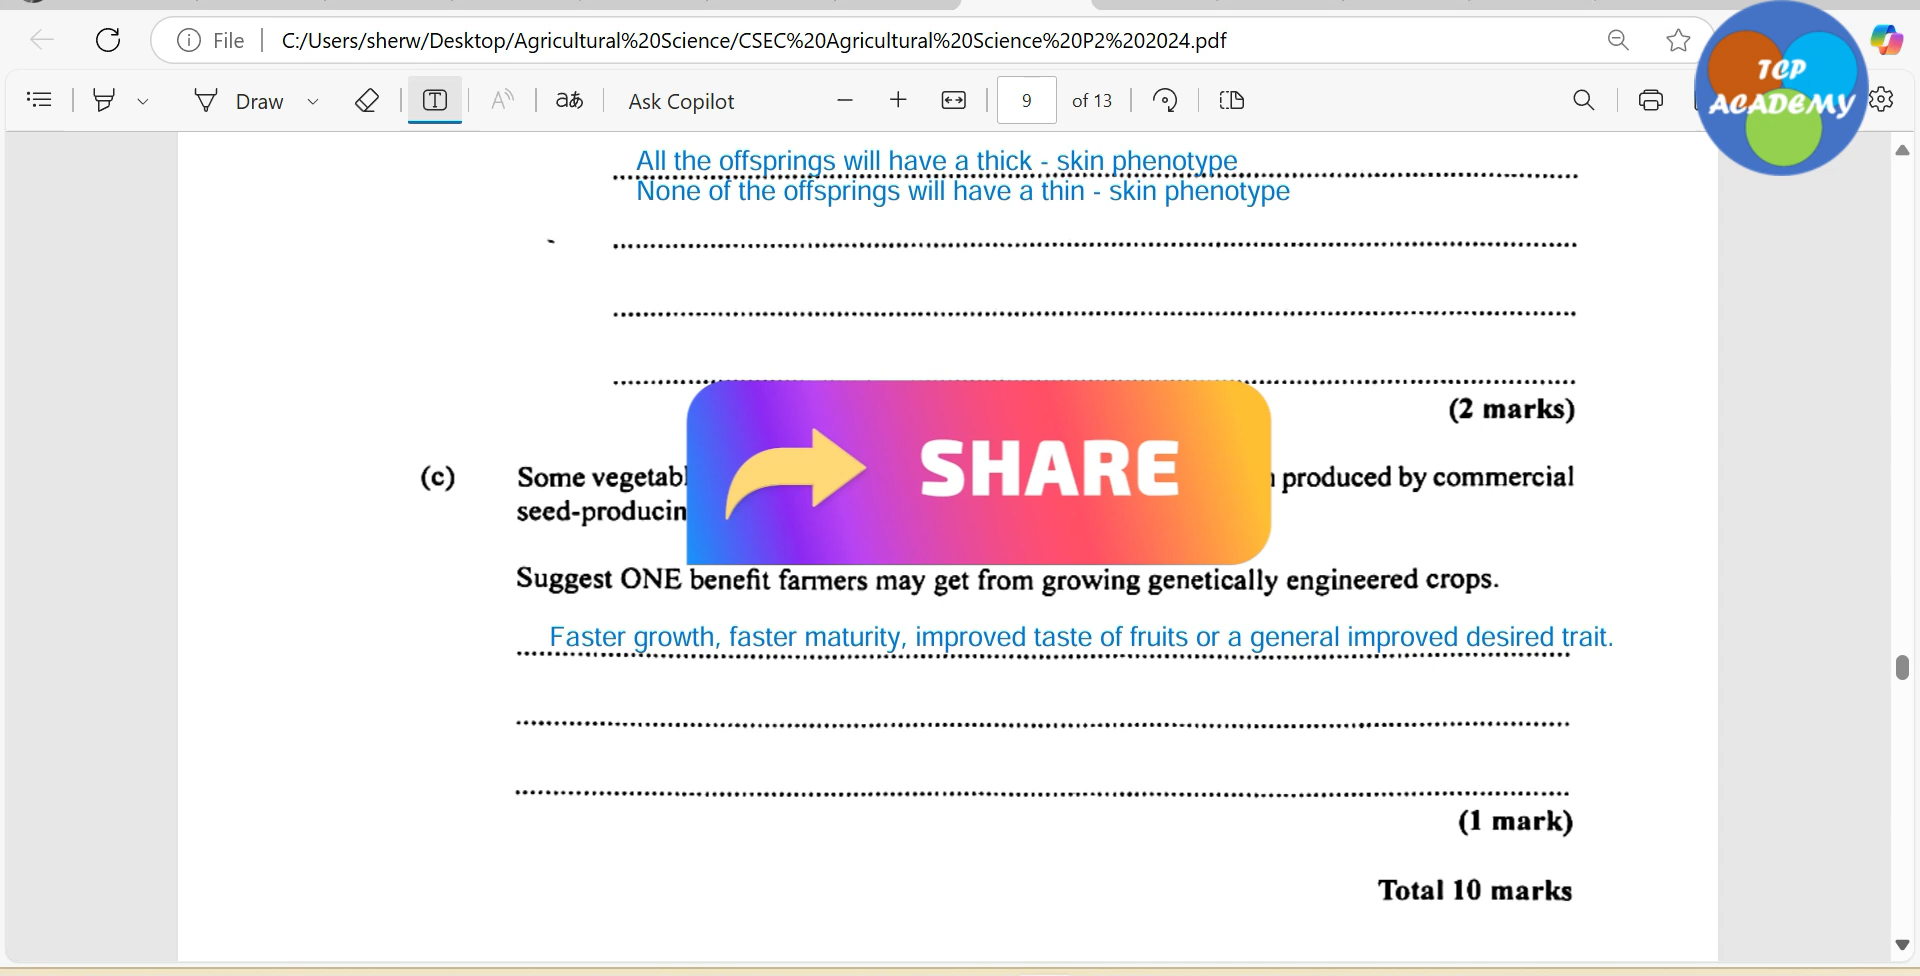 File
C:/Users/sherw/Desktop/Agricultural%20Science/CSEC%20Agricultural%20Science%20P2%202024.pdf
Draw
Ask Copilot
9 of 13
TCP
ACADEMY
All the offsprings will have a thick - skin phenotype
None of the offsprings will have a thin - skin phenotype
(2 marks)
(c) Some produced by commercial
SHARE
Suggest ONE benefit farmers may get from growing genetically engineered crops.
Faster growth, faster maturity, improved taste of fruits or a general improved desired trait.
(1 mark)
Total 10 marks